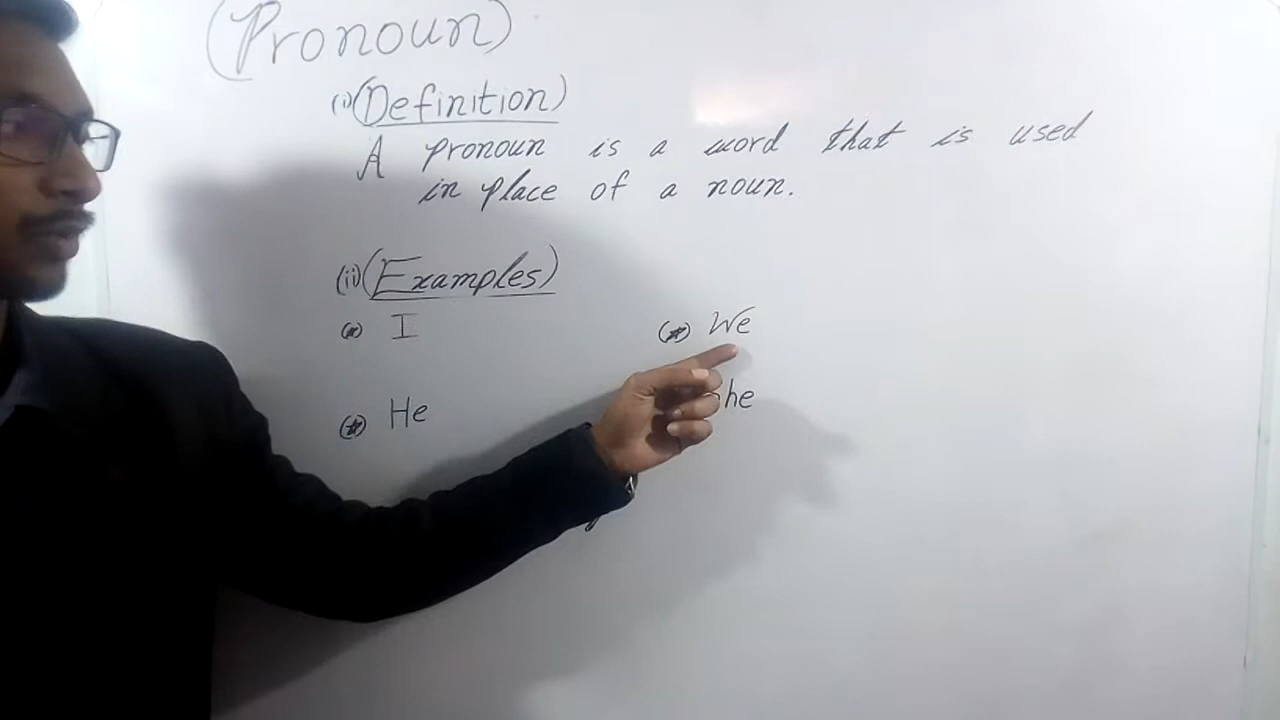 (Pronoun)
(i) (Definition)
A pronoun is a word that is used
in place of a noun.
(ii) (Examples)
(*) I
(*) We
(*) He